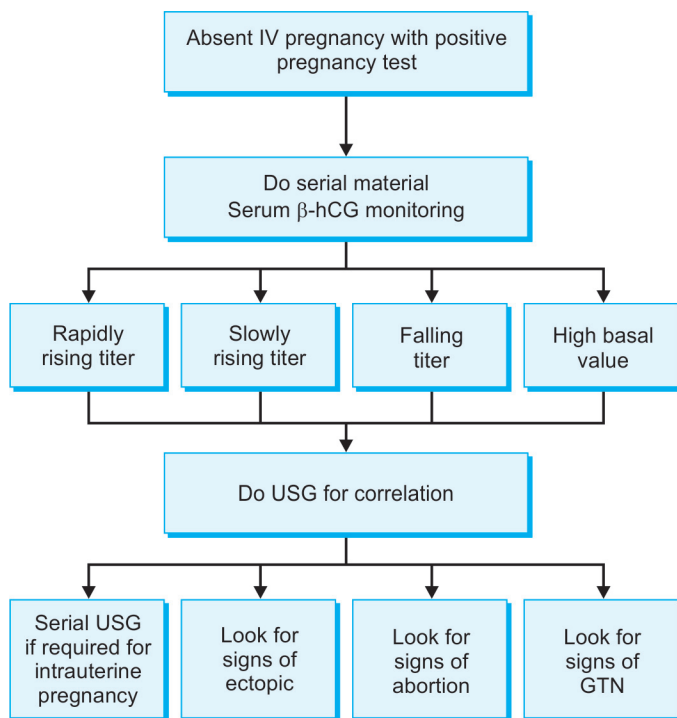 Absent IV pregnancy with positive
pregnancy test
Do serial material
Serum β-hCG monitoring
Rapidly
rising titer
Slowly
rising titer
Falling
titer
High basal
value
Do USG for correlation
Serial USG
if required for
intrauterine
pregnancy
Look for
signs of
ectopic
Look for
signs of
abortion
Look for
signs of
GTN